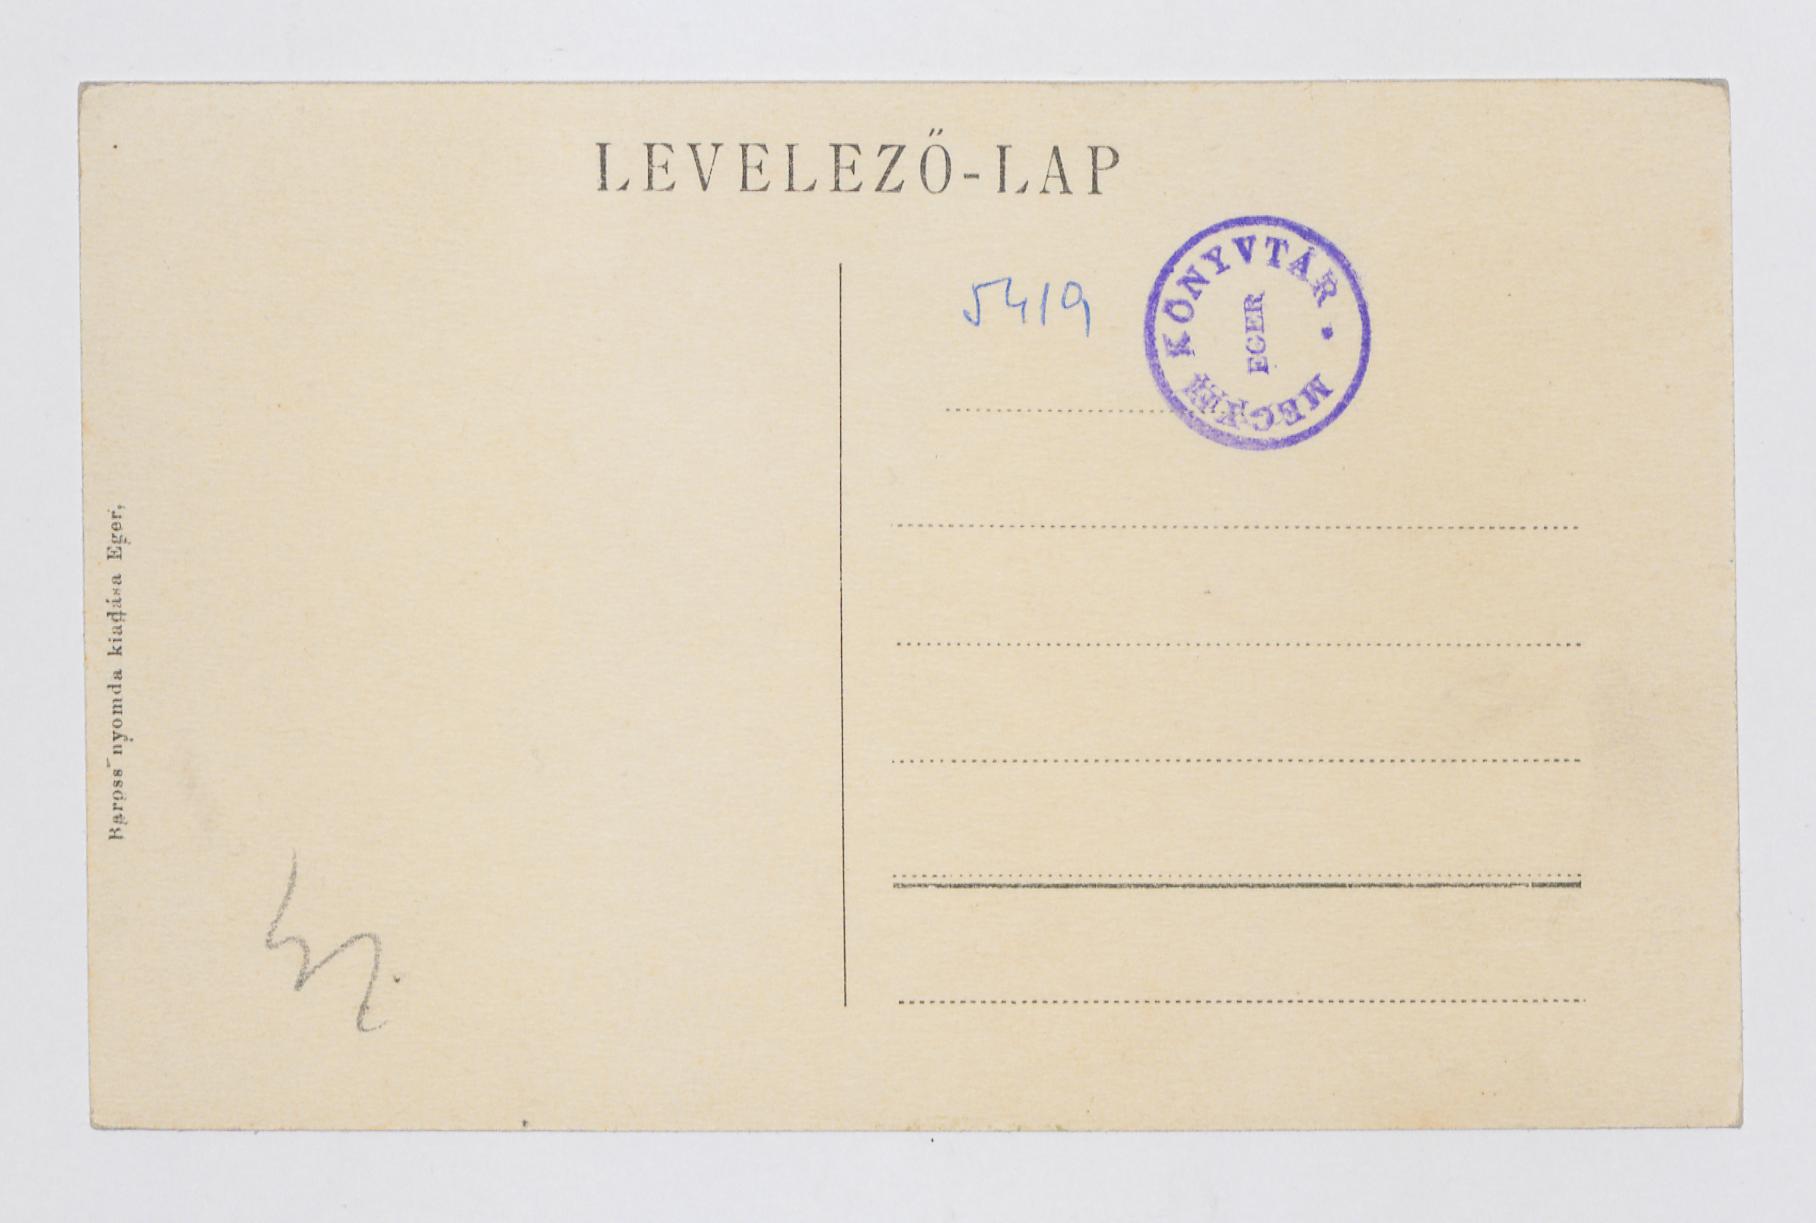 LEVELEZŐ-LAP
5419
MEGYEI KÖNYVTÁR •
EGER
Baross nyomda kiadása Eger,